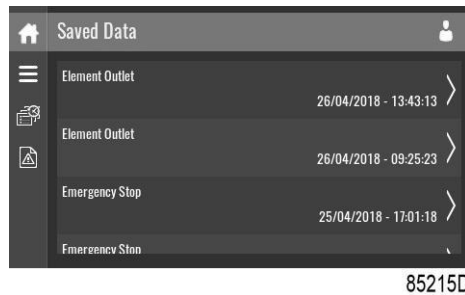 Saved Data
Element Outlet
26/04/2018 - 13:43:13
Element Outlet
26/04/2018 - 09:25:23
Emergency Stop
25/04/2018 - 17:01:18
Emergency Stop
85215D